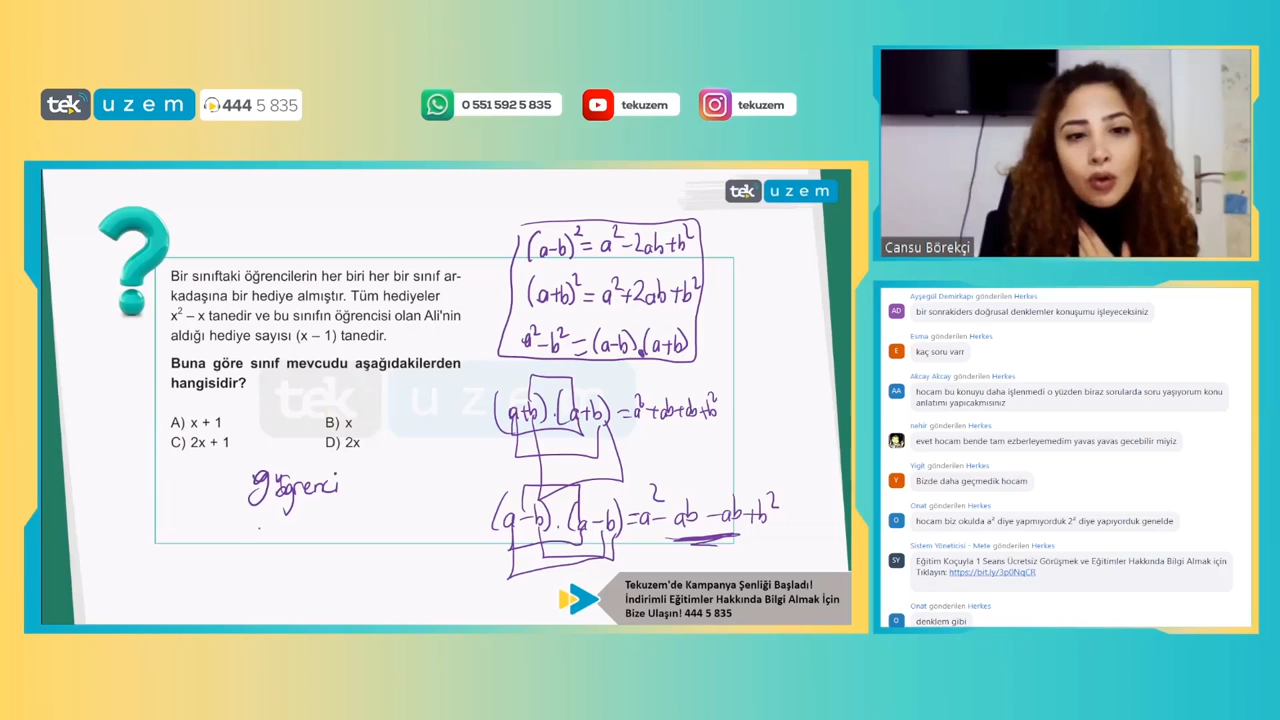 tek uzem 444 5 835
0 551 592 5 835
tekuzem
tekuzem
tek uzem
Bir sınıftaki öğrencilerin her biri her bir sınıf ar-
kadaşına bir hediye almıştır. Tüm hediyeler
x² – x tanedir ve bu sınıfın öğrencisi olan Ali'nin
aldığı hediye sayısı (x – 1) tanedir.
Buna göre sınıf mevcudu aşağıdakilerden
hangisidir?
A) x + 1 B) x
C) 2x + 1 D) 2x
tek uzem
9 öğrenci
(a-b)² = a² - 2ab + b²
(a+b)² = a² + 2ab + b²
a² - b² = (a-b).(a+b)
(a+b).(a+b) = a² + ab + ab + b²
(a-b).(a-b) = a² - ab - ab + b²
Tekuzem'de Kampanya Şenliği Başladı!
İndirimli Eğitimler Hakkında Bilgi Almak İçin
Bize Ulaşın! 444 5 835
Cansu Börekçi
Ayşegül Demirkapı gönderilen Herkes
AD
bir sonrakiders doğrusal denklemler konuşumu işleyeceksiniz
Esma gönderilen Herkes
E
kaç soru varr
Akcay Akcay gönderilen Herkes
AA
hocam bu konuyu daha işlenmedi o yüzden biraz sorularda soru yaşıyorum konu
anlatımı yapıcakmısınız
nehir gönderilen Herkes
evet hocam bende tam ezberleyemedim yavas yavas gecebilir miyiz
Yigit gönderilen Herkes
Y
Bizde daha geçmedik hocam
Onat gönderilen Herkes
O
hocam biz okulda a² diye yapmıyorduk 2² diye yapıyorduk genelde
Sistem Yöneticisi - Mete gönderilen Herkes
SY
Eğitim Koçuyla 1 Seans Ücretsiz Görüşmek ve Eğitimler Hakkında Bilgi Almak için
Tıklayın: https://bit.ly/3p0NqCR
Onat gönderilen Herkes
O
denklem gibi